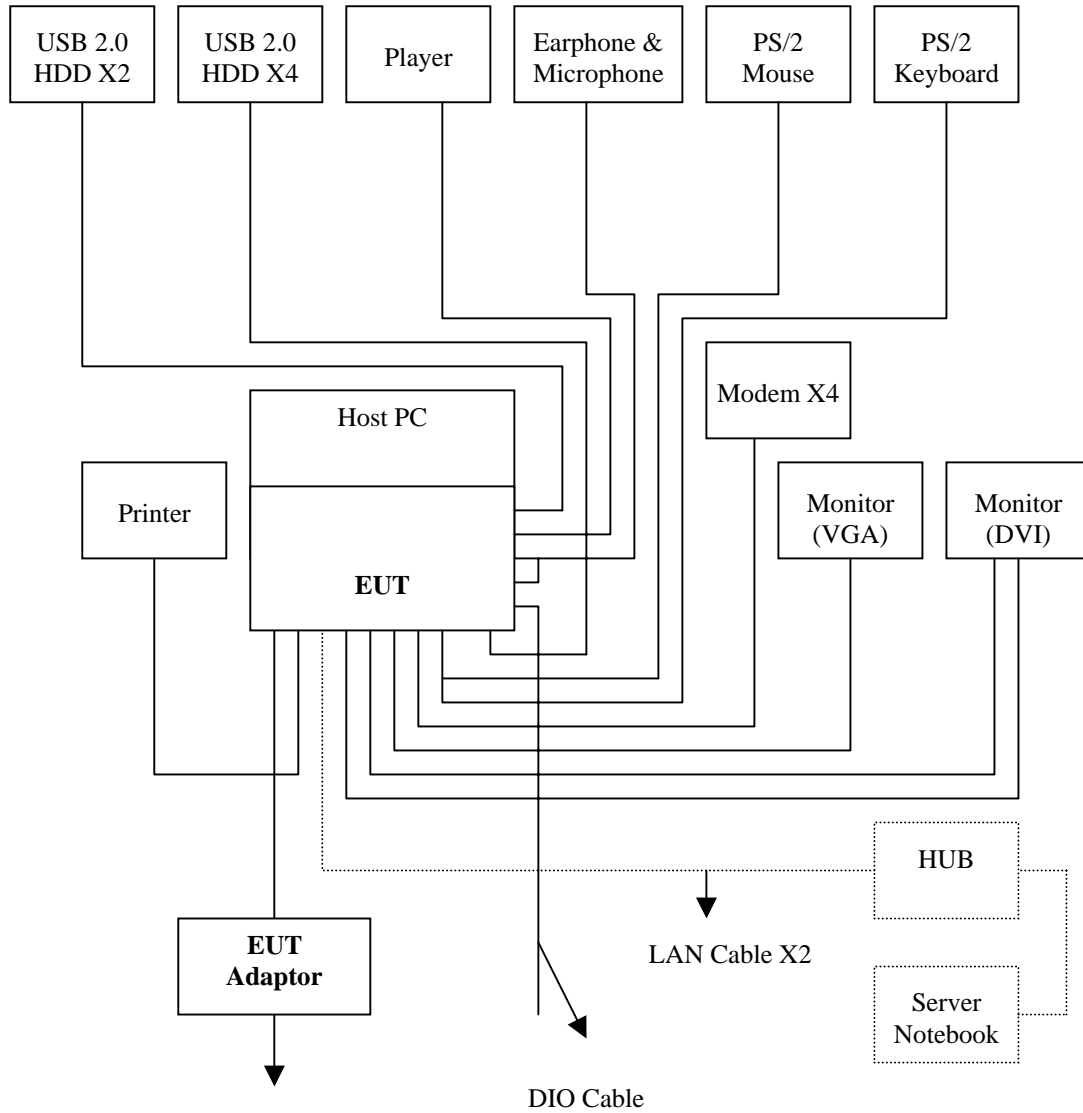 USB 2.0
HDD X2
USB 2.0
HDD X4
Player
Earphone &
Microphone
PS/2
Mouse
PS/2
Keyboard
Host PC
Modem X4
Printer
EUT
Monitor
(VGA)
Monitor
(DVI)
HUB
EUT
Adaptor
LAN Cable X2
Server
Notebook
DIO Cable